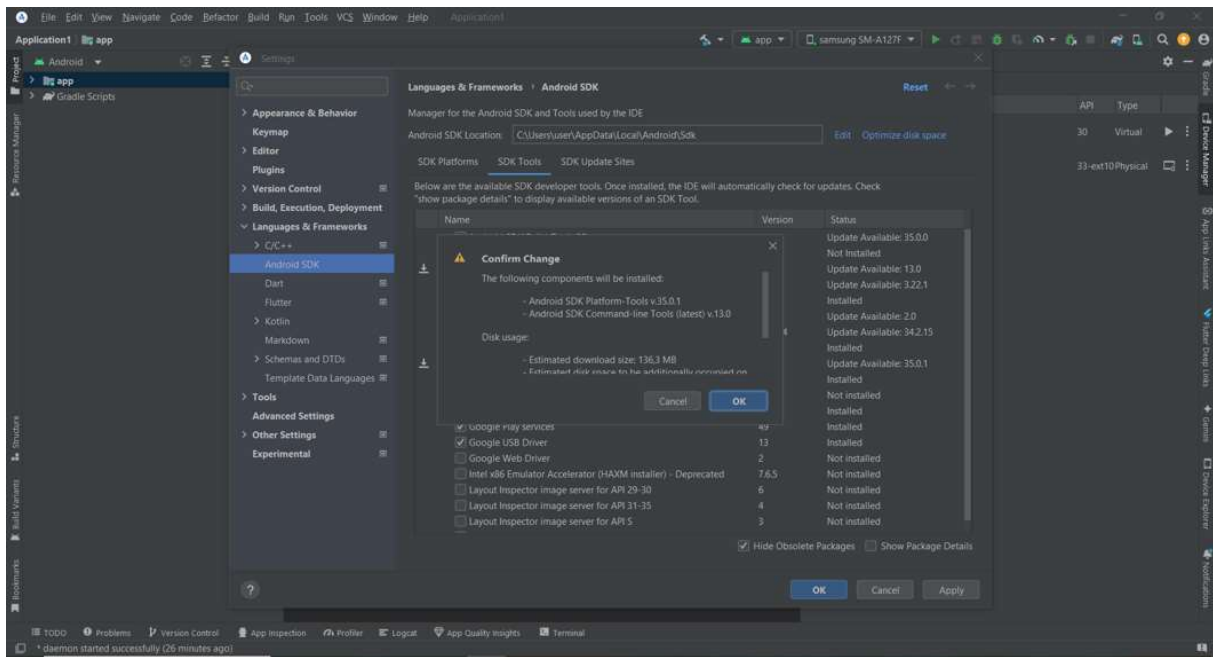 File Edit View Navigate Code Refactor Build Run Tools VCS Window Help Application1
Application1 app
app samsung SM-A127F
Android
app
Gradle Scripts
Project
Resource Manager
Structure
Build Variants
Bookmarks
Settings
Appearance & Behavior
Keymap
Editor
Plugins
Version Control
Build, Execution, Deployment
Languages & Frameworks
C/C++
Android SDK
Dart
Flutter
Kotlin
Markdown
Schemas and DTDs
Template Data Languages
Tools
Advanced Settings
Other Settings
Experimental
Languages & Frameworks › Android SDK Reset
Manager for the Android SDK and Tools used by the IDE
Android SDK Location: C:\Users\user\AppData\Local\Android\Sdk Edit Optimize disk space
SDK Platforms SDK Tools SDK Update Sites
Below are the available SDK developer tools. Once installed, the IDE will automatically check for updates. Check
"show package details" to display available versions of an SDK Tool.
Name Version Status
Update Available: 35.0.0
Not Installed
Update Available: 13.0
Update Available: 3.22.1
Installed
Update Available: 2.0
Update Available: 34.2.15
Installed
Update Available: 35.0.1
Installed
Not installed
Installed
Confirm Change
The following components will be installed:
- Android SDK Platform-Tools v.35.0.1
- Android SDK Command-line Tools (latest) v.13.0
Disk usage:
- Estimated download size: 136,3 MB
- Estimated disk space to be additionally occupied on
Cancel OK
Google Play services 49 Installed
Google USB Driver 13 Installed
Google Web Driver 2 Not installed
Intel x86 Emulator Accelerator (HAXM installer) - Deprecated 7.6.5 Not installed
Layout Inspector image server for API 29-30 6 Not installed
Layout Inspector image server for API 31-35 4 Not installed
Layout Inspector image server for API S 3 Not installed
Hide Obsolete Packages Show Package Details
? OK Cancel Apply
API Type
30 Virtual
33-ext10 Physical
Gradle
Device Manager
App Links Assistant
Flutter Deep Links
Gemini
Device Explorer
Notifications
TODO Problems Version Control App Inspection Profiler Logcat App Quality Insights Terminal
* daemon started successfully (26 minutes ago)